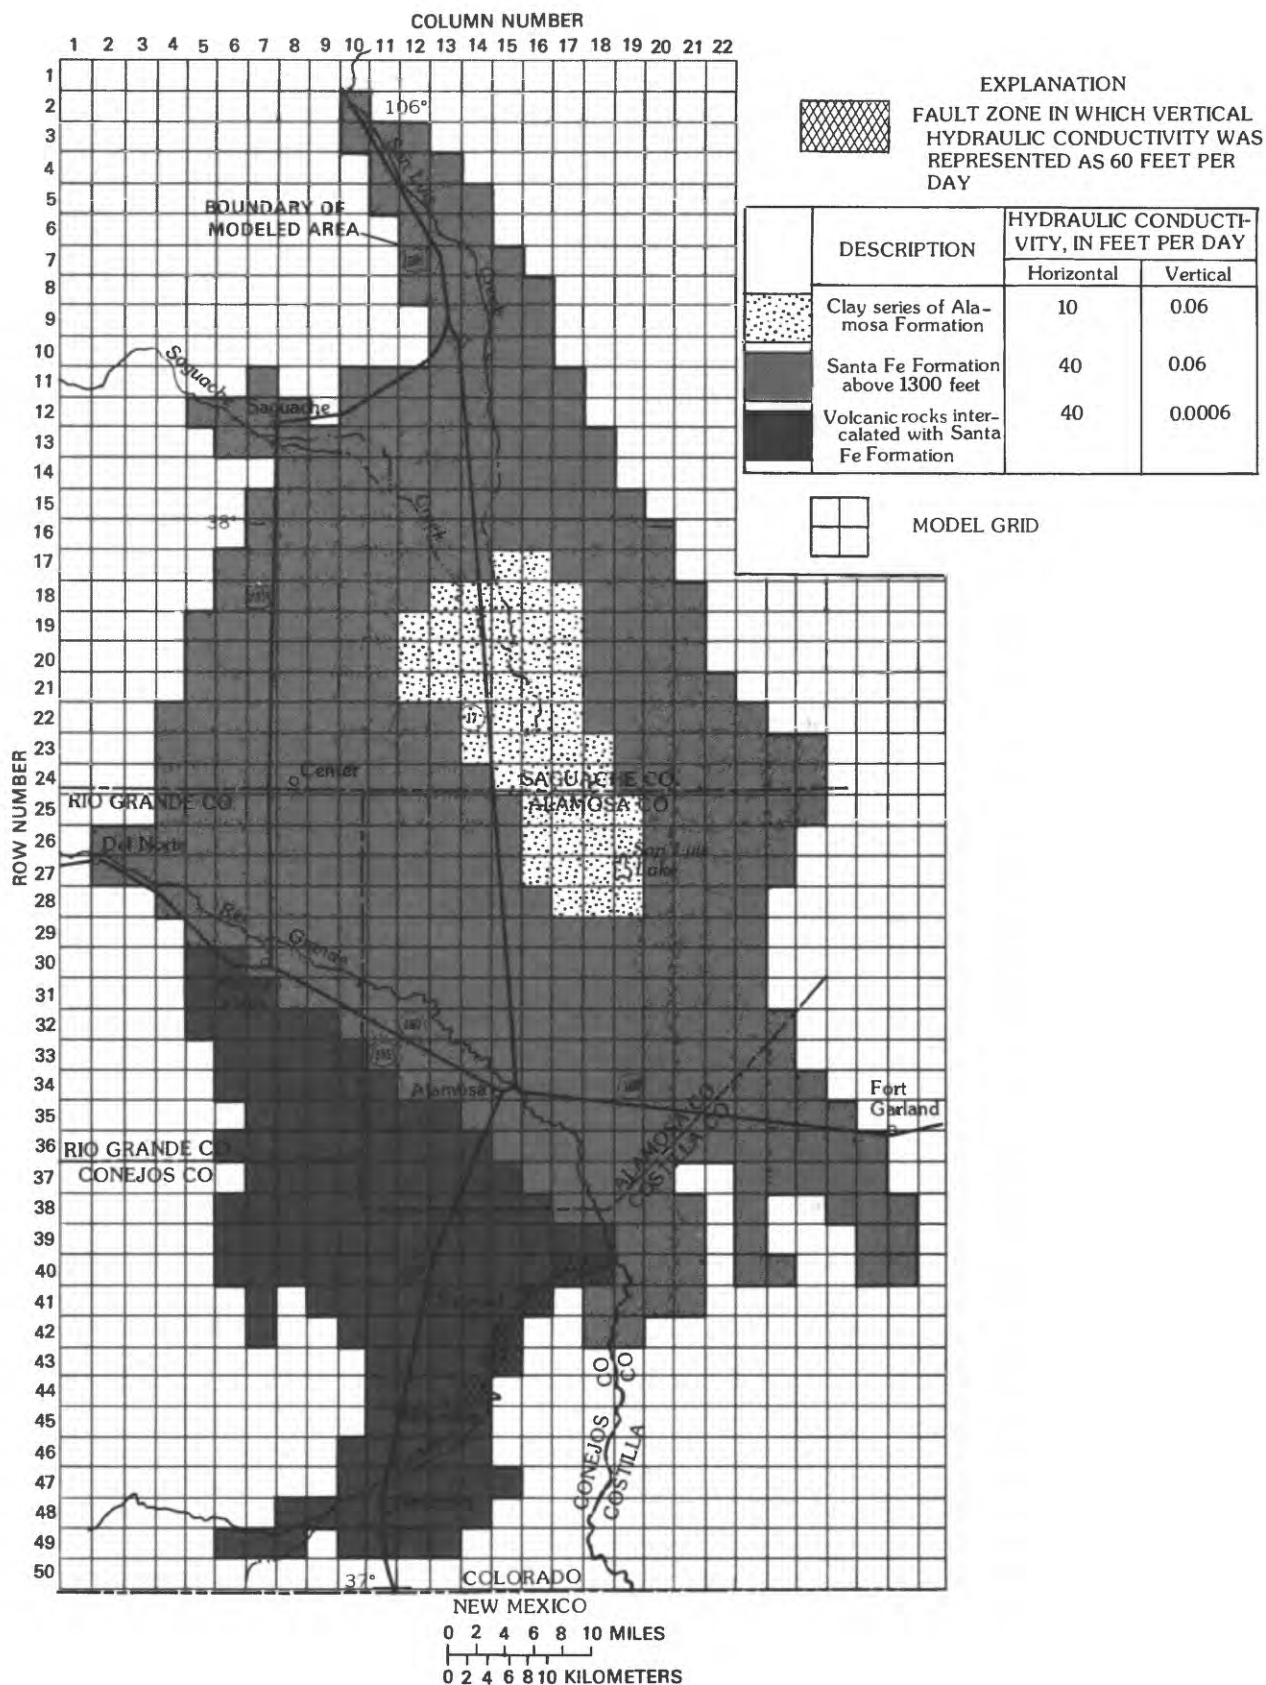 COLUMN NUMBER
1 2 3 4 5 6 7 8 9 10 11 12 13 14 15 16 17 18 19 20 21 22
ROW NUMBER
1
2
3
4
5
6
7
8
9
10
11
12
13
14
15
16
17
18
19
20
21
22
23
24
25
26
27
28
29
30
31
32
33
34
35
36
37
38
39
40
41
42
43
44
45
46
47
48
49
50
106°
San Luis
Creek
BOUNDARY OF
MODELED AREA
Saguache
Saguache
Creek
38°
17
Center
SAGUACHE CO
RIO GRANDE CO
ALAMOSA CO
Del Norte
San Luis
Lake
Rio
Grande
Alamosa
Fort
Garland
ALAMOSA CO
COSTILLA CO
RIO GRANDE CO
CONEJOS CO
CONEJOS CO
COSTILLA CO
37°
COLORADO
NEW MEXICO
0 2 4 6 8 10 MILES
0 2 4 6 8 10 KILOMETERS
EXPLANATION
FAULT ZONE IN WHICH VERTICAL
HYDRAULIC CONDUCTIVITY WAS
REPRESENTED AS 60 FEET PER
DAY
DESCRIPTION
HYDRAULIC CONDUCTI-
VITY, IN FEET PER DAY
Horizontal Vertical
Clay series of Ala-
mosa Formation
10 0.06
Santa Fe Formation
above 1300 feet
40 0.06
Volcanic rocks inter-
calated with Santa
Fe Formation
40 0.0006
MODEL GRID